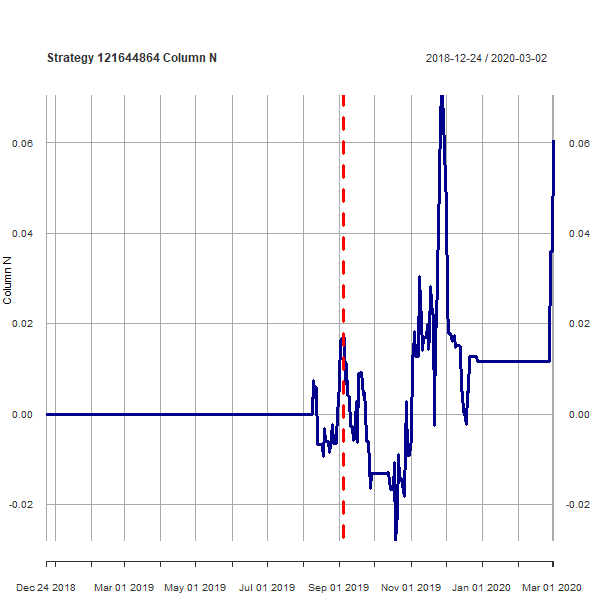 Strategy 121644864 Column N
2018-12-24 / 2020-03-02
0.06
0.06
0.04
0.04
Column N
0.02
0.02
0.00
0.00
-0.02
-0.02
Dec 24 2018
Mar 01 2019
May 01 2019
Jul 01 2019
Sep 01 2019
Nov 01 2019
Jan 01 2020
Mar 01 2020